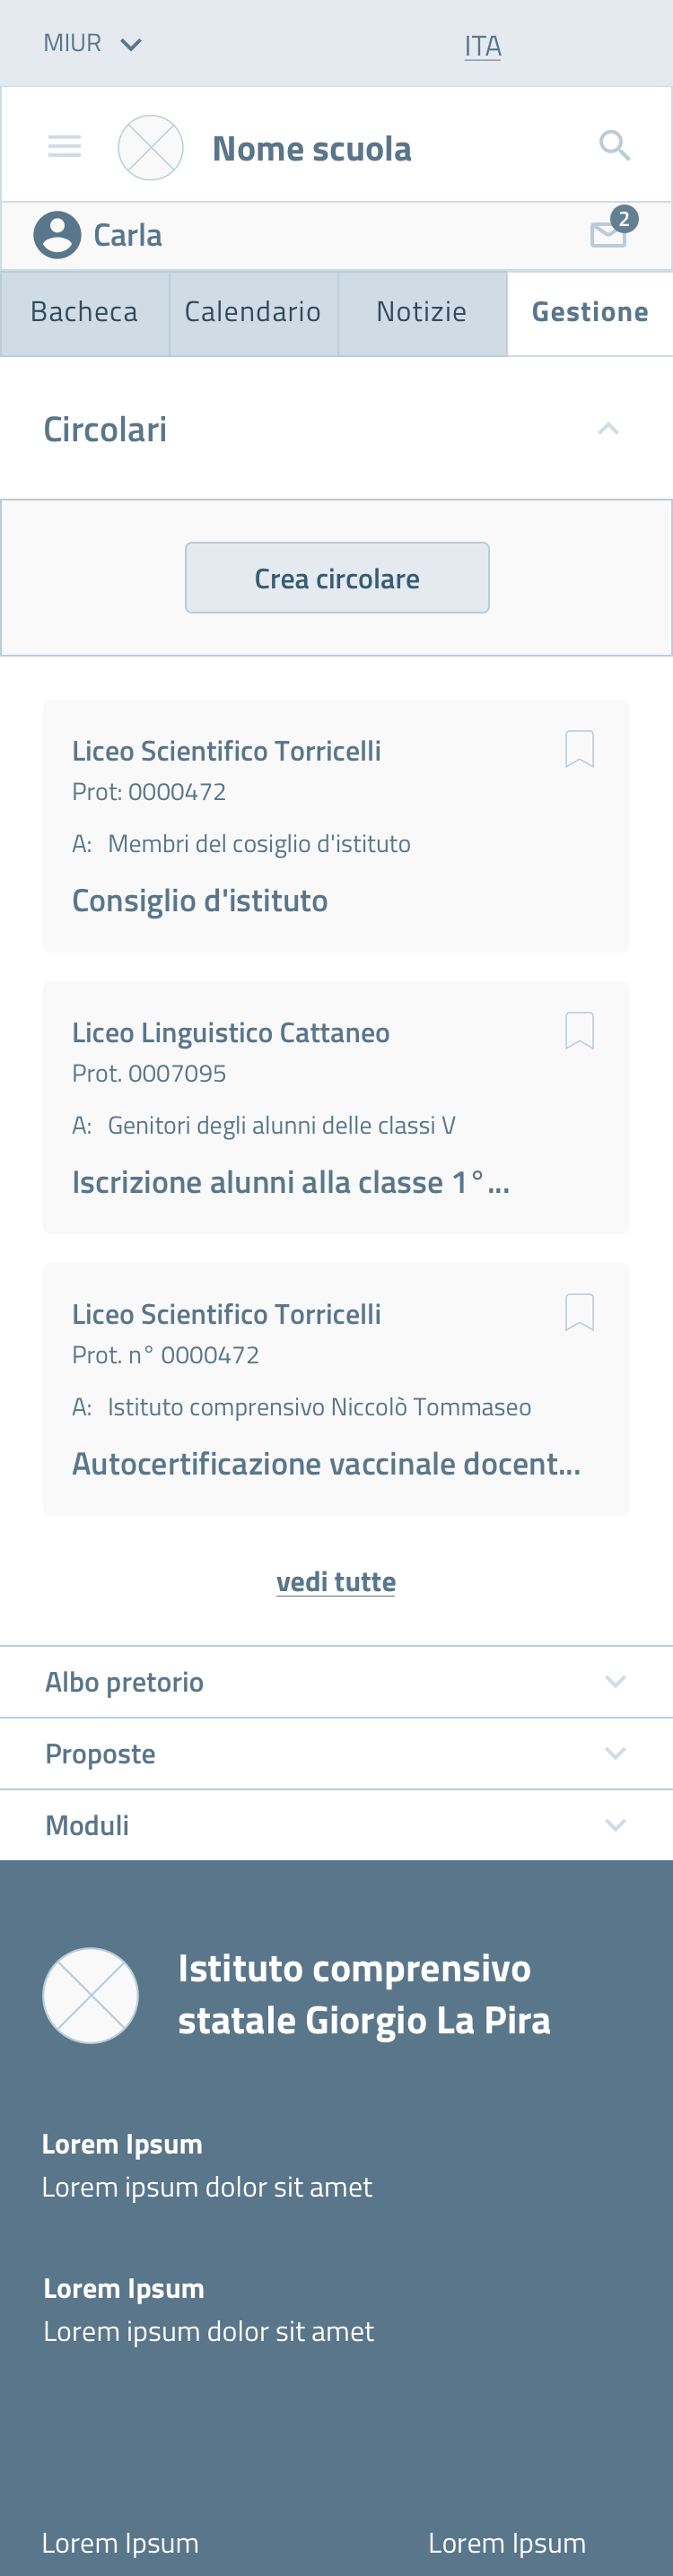 MIUR
ITA
Nome scuola
Carla
2
Bacheca
Calendario
Notizie
Gestione
Circolari
Crea circolare
Liceo Scientifico Torricelli
Prot: 0000472
A: Membri del cosiglio d'istituto
Consiglio d'istituto
Liceo Linguistico Cattaneo
Prot. 0007095
A: Genitori degli alunni delle classi V
Iscrizione alunni alla classe 1°...
Liceo Scientifico Torricelli
Prot. n° 0000472
A: Istituto comprensivo Niccolò Tommaseo
Autocertificazione vaccinale docent...
vedi tutte
Albo pretorio
Proposte
Moduli
Istituto comprensivo
statale Giorgio La Pira
Lorem Ipsum
Lorem ipsum dolor sit amet
Lorem Ipsum
Lorem ipsum dolor sit amet
Lorem Ipsum
Lorem Ipsum